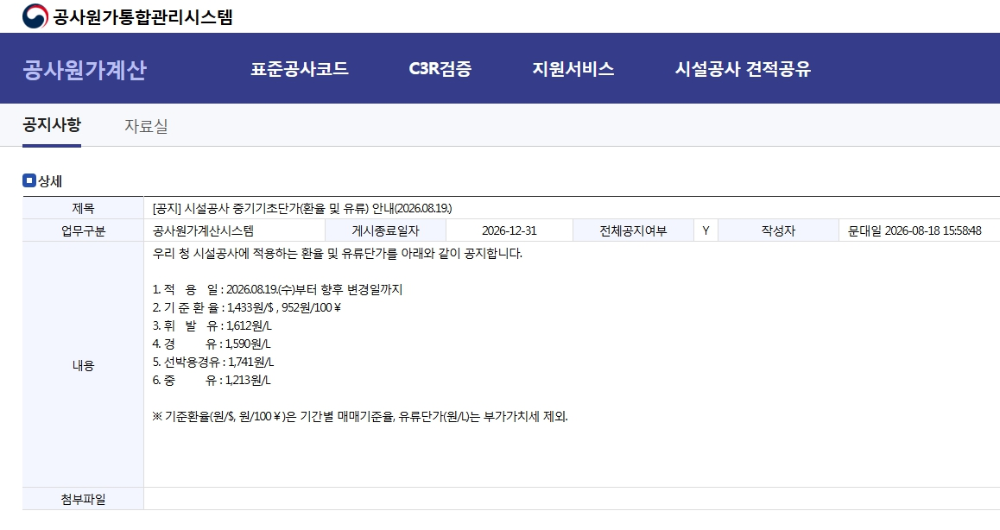 공사원가통합관리시스템
공사원가계산 표준공사코드 C3R검증 지원서비스 시설공사 견적공유
공지사항 자료실
상세
제목 [공지] 시설공사 중기기초단가(환율 및 유류) 안내(2026.08.19.)
업무구분 공사원가계산시스템 게시종료일자 2026-12-31 전체공지여부 Y 작성자 문대일 2026-08-18 15:58:48
내용
우리 청 시설공사에 적용하는 환율 및 유류단가를 아래와 같이 공지합니다.
1. 적 용 일 : 2026.08.19.(수)부터 향후 변경일까지
2. 기 준 환 율 : 1,433원/$ , 952원/100 ¥
3. 휘 발 유 : 1,612원/L
4. 경 유 : 1,590원/L
5. 선박용경유 : 1,741원/L
6. 중 유 : 1,213원/L
※ 기준환율(원/$, 원/100 ¥ )은 기간별 매매기준율, 유류단가(원/L)는 부가가치세 제외.
첨부파일